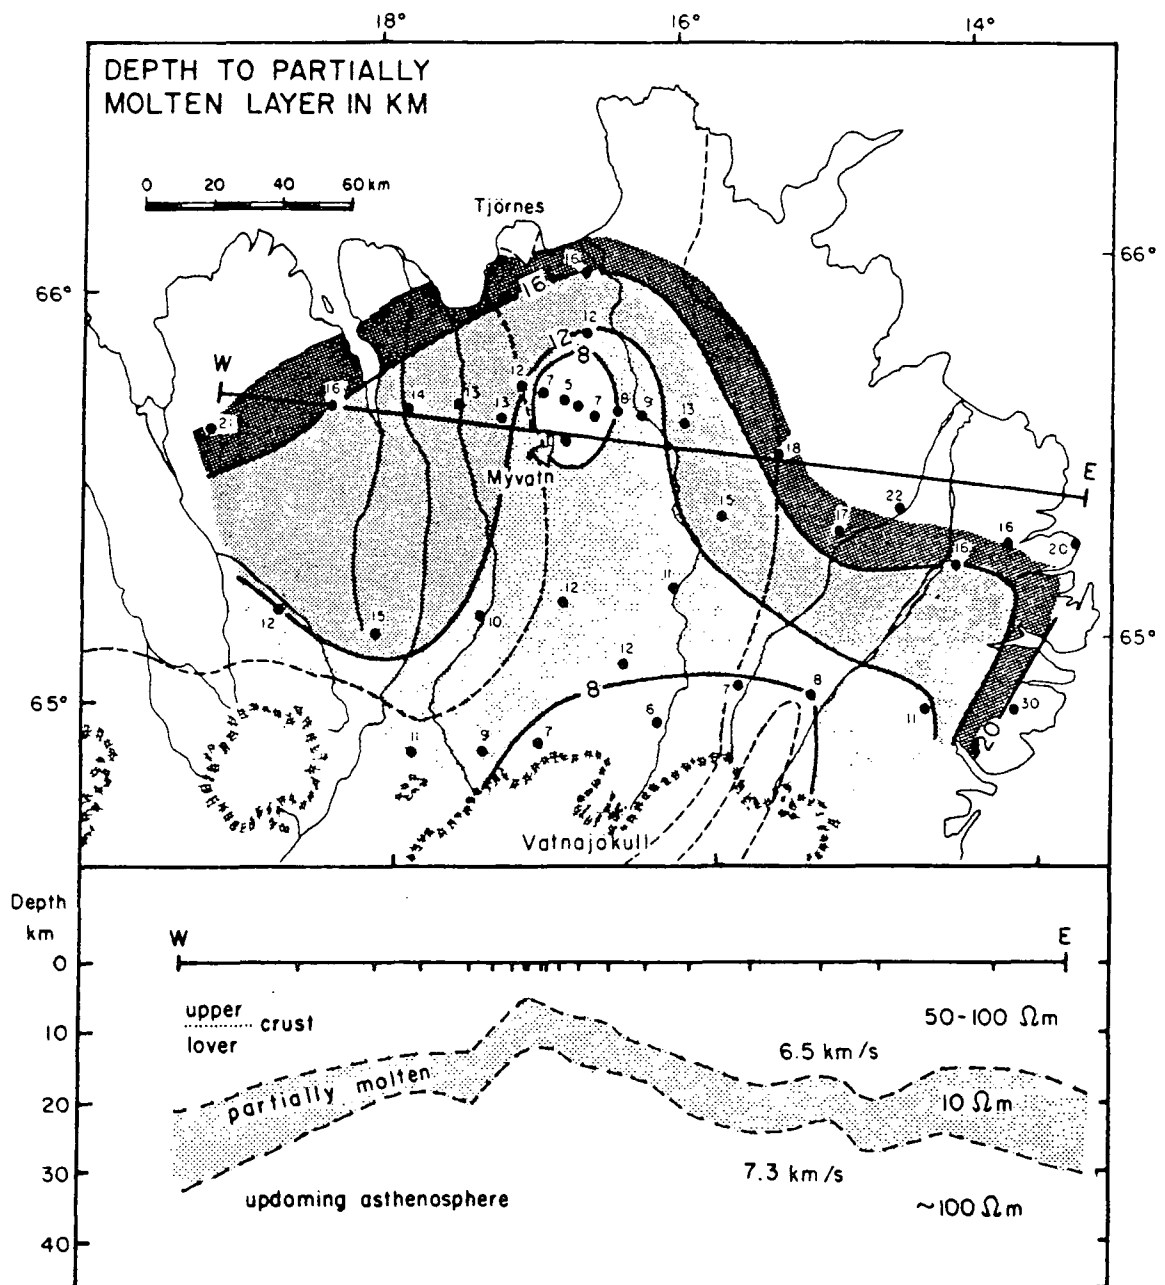 18° 16° 14°
DEPTH TO PARTIALLY
MOLTEN LAYER IN KM
0 20 40 60 km
Tjörnes
66°
66°
16
16
12
12
8
W
16
14
13
13
12
7
5
7
8
9
13
21
18
Myvatn
E
22
15
17
16
16
20
12
15
10
12
11
65°
12
65°
8
7
8
6
11
30
20
11
9
7
Vatnajokull
Depth
km
W E
0
upper
crust
lover
50-100 Ωm
10
6.5 km/s
partially molten
10 Ωm
20
7.3 km/s
30
updoming asthenosphere
~100 Ωm
40